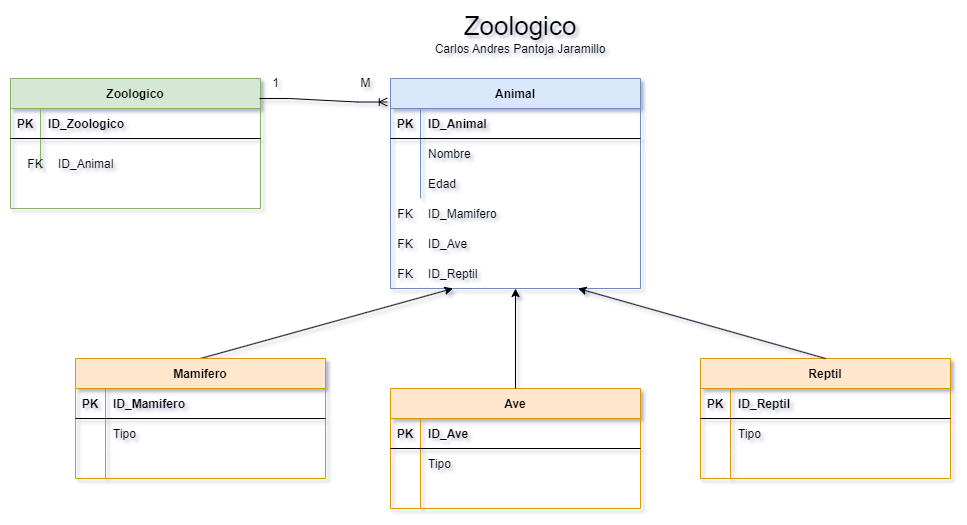 Zoologico
Carlos Andres Pantoja Jaramillo
1
M
Zoologico
PK ID_Zoologico
FK ID_Animal
Animal
PK ID_Animal
Nombre
Edad
FK ID_Mamifero
FK ID_Ave
FK ID_Reptil
Mamifero
PK ID_Mamifero
Tipo
Ave
PK ID_Ave
Tipo
Reptil
PK ID_Reptil
Tipo